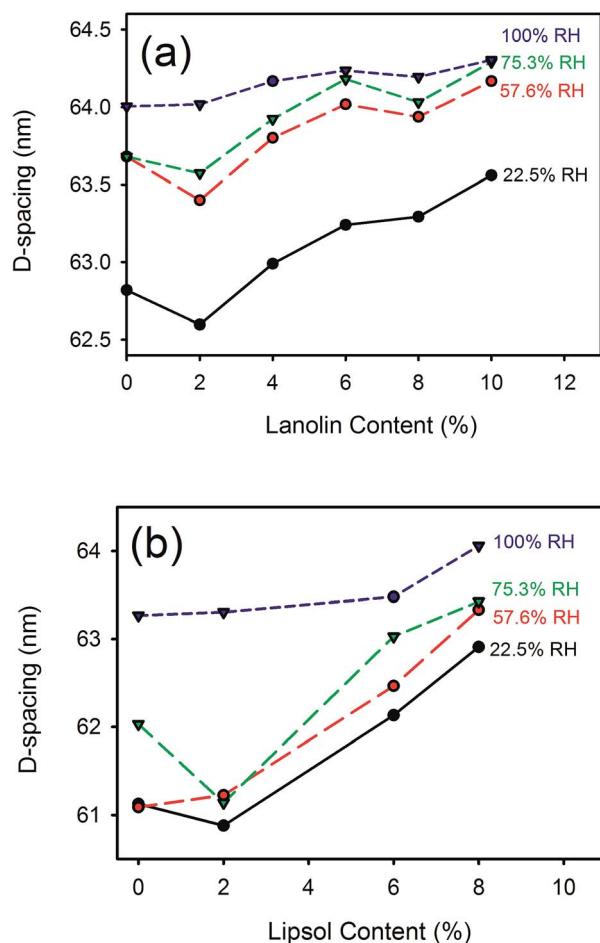 (a)
64.5
64.0
63.5
63.0
62.5
D-spacing (nm)
100% RH
75.3% RH
57.6% RH
22.5% RH
0 2 4 6 8 10 12
Lanolin Content (%)
(b)
64
63
62
61
D-spacing (nm)
100% RH
75.3% RH
57.6% RH
22.5% RH
0 2 4 6 8 10
Lipsol Content (%)